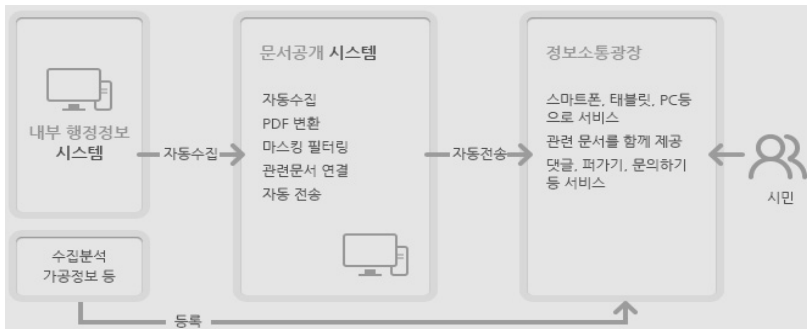 내부 행정정보
시스템
자동수집
문서공개 시스템
자동수집
PDF 변환
마스킹 필터링
관련문서 연결
자동 전송
자동전송
정보소통광장
스마트폰, 태블릿, PC등
으로 서비스
관련 문서를 함께 제공
댓글, 퍼가기, 문의하기
등 서비스
시민
수집분석
가공정보 등
등록